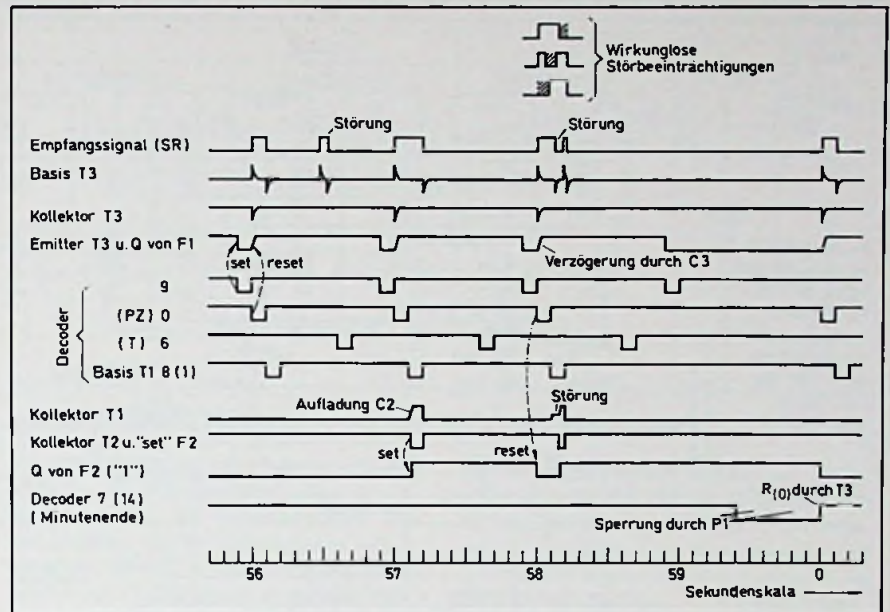 Wirkunglose
Störbeeinträchtigungen
Störung
Störung
Empfangssignal (SR)
Basis T3
Kollektor T3
Emitter T3 u. Q von F1
set
reset
Verzögerung durch C3
Decoder
9
(PZ) 0
(T) 6
Basis T1 8 (1)
Störung
Kollektor T1
Aufladung C2
Kollektor T2 u. "set" F2
set
reset
Q von F2 ("1")
R(0) durch T3
Decoder 7 (14)
(Minutenende)
Sperrung durch P1
56
57
58
59
0
Sekundenskala